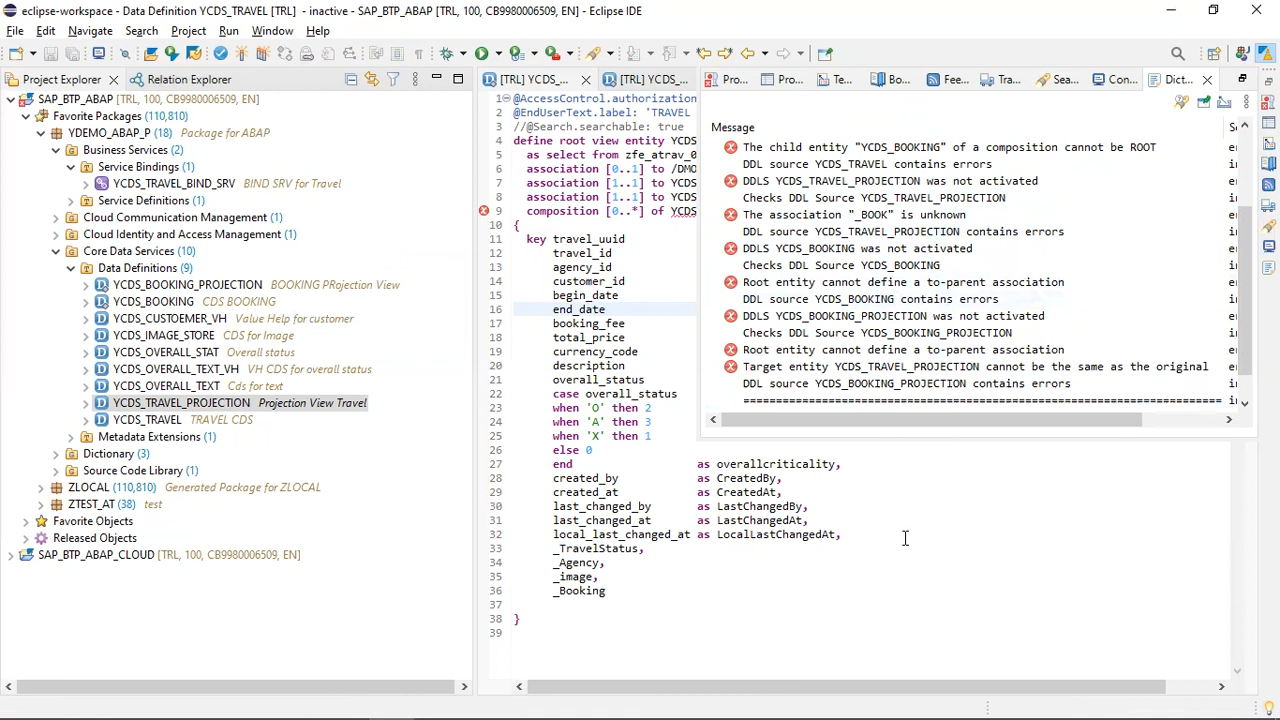 eclipse-workspace - Data Definition YCDS_TRAVEL [TRL] - inactive - SAP_BTP_ABAP [TRL, 100, CB9980006509, EN] - Eclipse IDE
File Edit Navigate Search Project Run Window Help
Project Explorer Relation Explorer
SAP_BTP_ABAP [TRL, 100, CB9980006509, EN]
Favorite Packages (110,810)
YDEMO_ABAP_P (18) Package for ABAP
Business Services (2)
Service Bindings (1)
YCDS_TRAVEL_BIND_SRV BIND SRV for Travel
Service Definitions (1)
Cloud Communication Management (1)
Cloud Identity and Access Management (1)
Core Data Services (10)
Data Definitions (9)
YCDS_BOOKING_PROJECTION BOOKING PRojection View
YCDS_BOOKING CDS BOOKING
YCDS_CUSTOEMER_VH Value Help for customer
YCDS_IMAGE_STORE CDS for Image
YCDS_OVERALL_STAT Overall status
YCDS_OVERALL_TEXT_VH VH CDS for overall status
YCDS_OVERALL_TEXT Cds for text
YCDS_TRAVEL_PROJECTION Projection View Travel
YCDS_TRAVEL TRAVEL CDS
Metadata Extensions (1)
Dictionary (3)
Source Code Library (1)
ZLOCAL (110,810) Generated Package for ZLOCAL
ZTEST_AT (38) test
Favorite Objects
Released Objects
SAP_BTP_ABAP_CLOUD [TRL, 100, CB9980006509, EN]
[TRL] YCDS_... [TRL] YCDS_...
1 @AccessControl.authorization
2 @EndUserText.label: 'TRAVEL
3 //@Search.searchable: true
4 define root view entity YCDS
5 as select from zfe_atrav_0
6 association [0..1] to /DMO
7 association [1..1] to YCDS
8 association [1..1] to YCDS
9 composition [0..*] of YCDS
10 {
11 key travel_uuid
12 travel_id
13 agency_id
14 customer_id
15 begin_date
16 end_date
17 booking_fee
18 total_price
19 currency_code
20 description
21 overall_status
22 case overall_status
23 when 'O' then 2
24 when 'A' then 3
25 when 'X' then 1
26 else 0
27 end as overallcriticality,
28 created_by as CreatedBy,
29 created_at as CreatedAt,
30 last_changed_by as LastChangedBy,
31 last_changed_at as LastChangedAt,
32 local_last_changed_at as LocalLastChangedAt,
33 _TravelStatus,
34 _Agency,
35 _image,
36 _Booking
37
38 }
39
Pro... Pro... Te... Bo... Fee... Tra... Sea... Con... Dict...
Message
The child entity "YCDS_BOOKING" of a composition cannot be ROOT
DDL source YCDS_TRAVEL contains errors
DDLS YCDS_TRAVEL_PROJECTION was not activated
Checks DDL Source YCDS_TRAVEL_PROJECTION
The association "_BOOK" is unknown
DDL source YCDS_TRAVEL_PROJECTION contains errors
DDLS YCDS_BOOKING was not activated
Checks DDL Source YCDS_BOOKING
Root entity cannot define a to-parent association
DDL source YCDS_BOOKING contains errors
DDLS YCDS_BOOKING_PROJECTION was not activated
Checks DDL Source YCDS_BOOKING_PROJECTION
Root entity cannot define a to-parent association
Target entity YCDS_TRAVEL_PROJECTION cannot be the same as the original
DDL source YCDS_BOOKING_PROJECTION contains errors